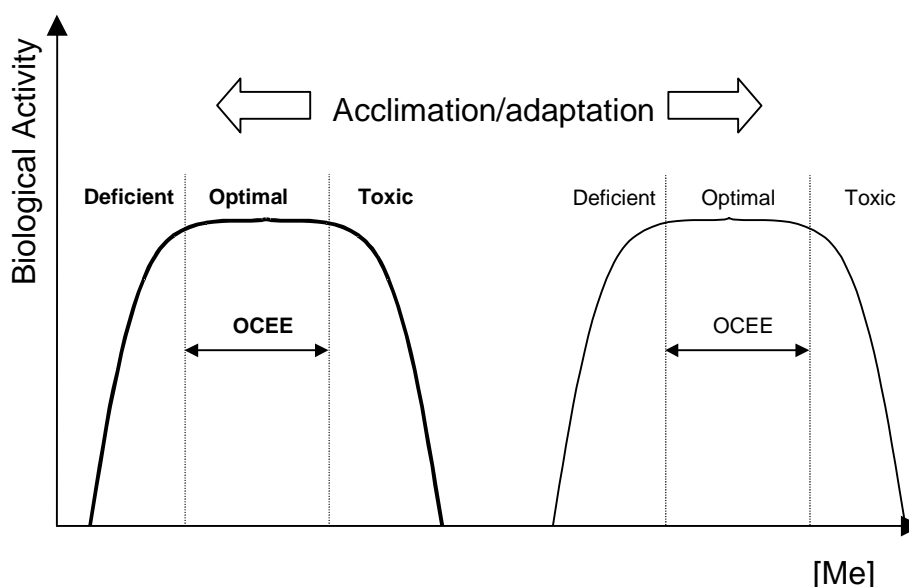 Biological Activity
Acclimation/adaptation
Deficient Optimal Toxic Deficient Optimal Toxic
OCEE OCEE
[Me]